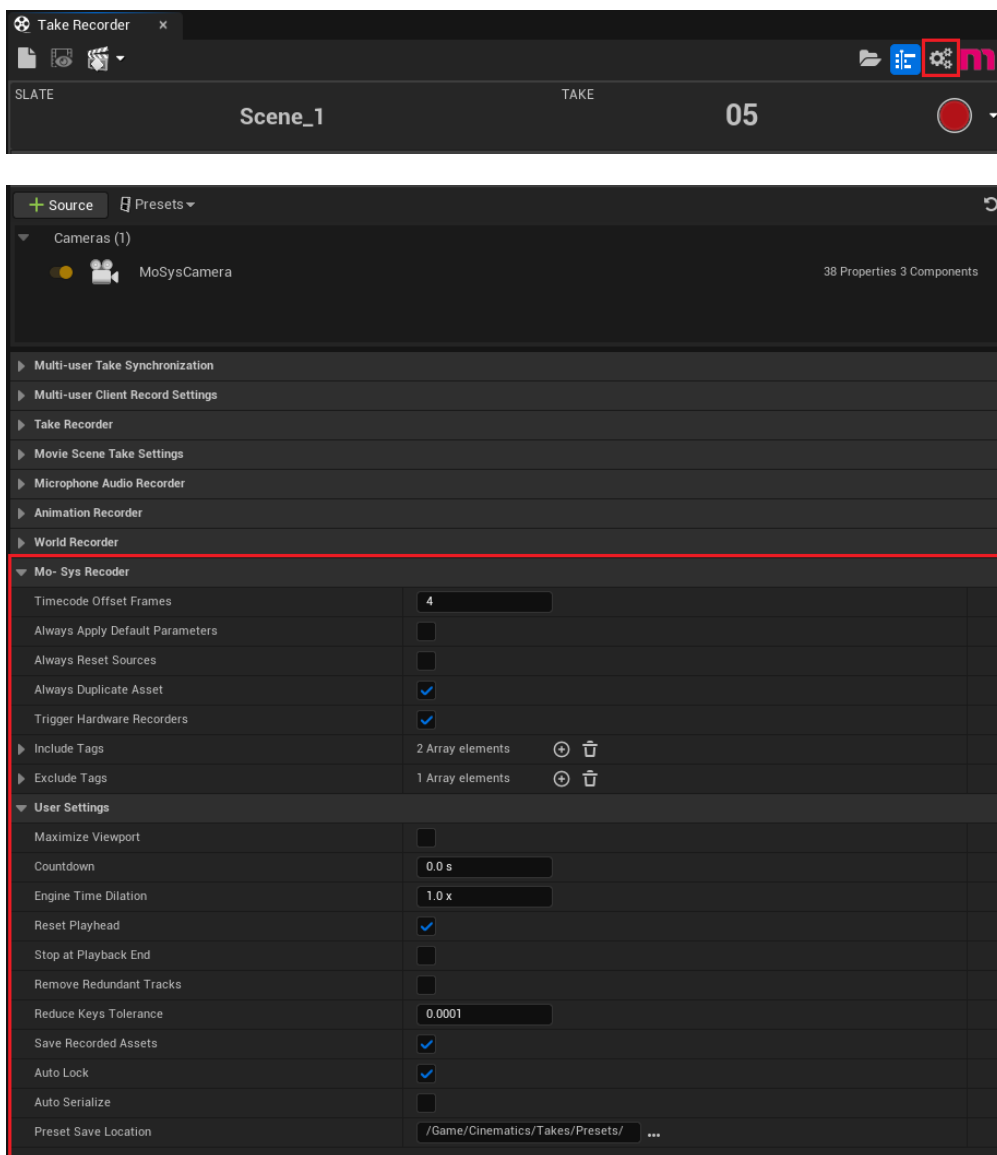 Take Recorder
SLATE
TAKE
Scene_1
05
Source
Presets
Cameras (1)
MoSysCamera
38 Properties 3 Components
Multi-user Take Synchronization
Multi-user Client Record Settings
Take Recorder
Movie Scene Take Settings
Microphone Audio Recorder
Animation Recorder
World Recorder
Mo- Sys Recoder
Timecode Offset Frames 4
Always Apply Default Parameters
Always Reset Sources
Always Duplicate Asset
Trigger Hardware Recorders
Include Tags 2 Array elements
Exclude Tags 1 Array elements
User Settings
Maximize Viewport
Countdown 0.0 s
Engine Time Dilation 1.0 x
Reset Playhead
Stop at Playback End
Remove Redundant Tracks
Reduce Keys Tolerance 0.0001
Save Recorded Assets
Auto Lock
Auto Serialize
Preset Save Location /Game/Cinematics/Takes/Presets/ ...